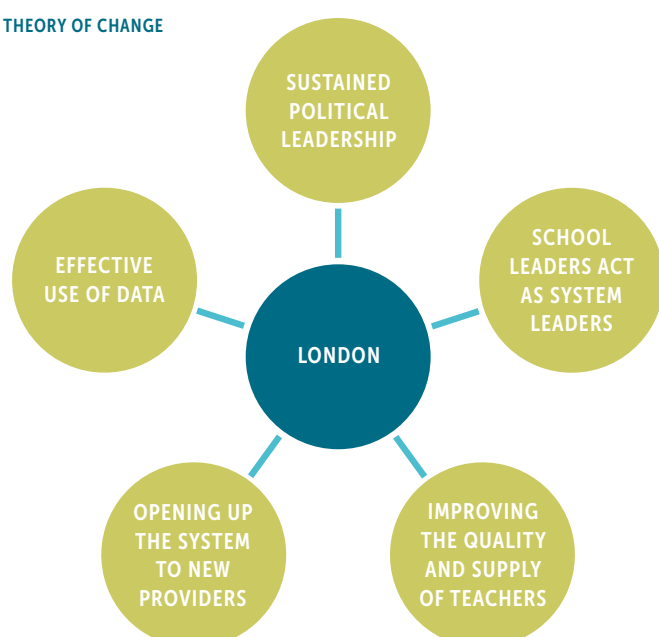 THEORY OF CHANGE
SUSTAINED
POLITICAL
LEADERSHIP
EFFECTIVE
USE OF DATA
SCHOOL
LEADERS ACT
AS SYSTEM
LEADERS
LONDON
OPENING UP
THE SYSTEM
TO NEW
PROVIDERS
IMPROVING
THE QUALITY
AND SUPPLY
OF TEACHERS